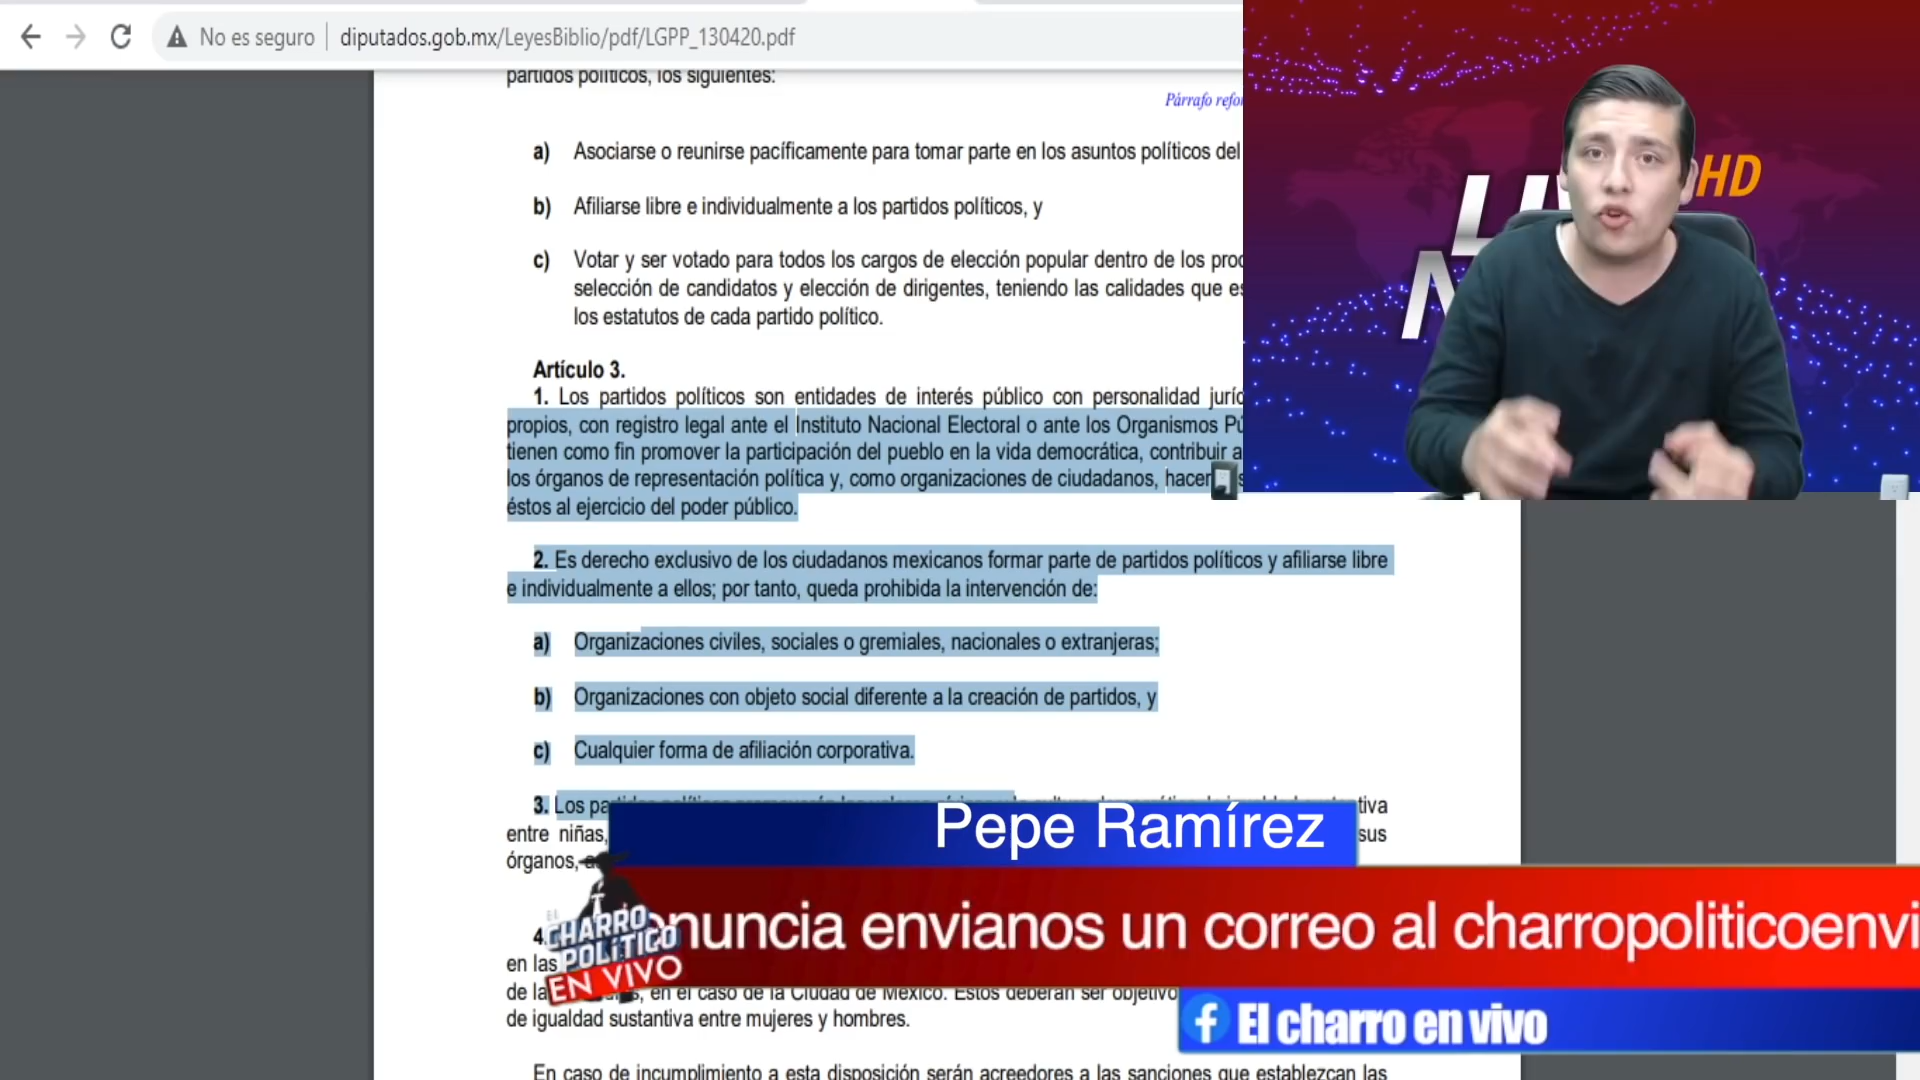 No es seguro
diputados.gob.mx/LeyesBiblio/pdf/LGPP_130420.pdf
partidos políticos, los siguientes:
Párrafo
a) Asociarse o reunirse pacíficamente para tomar parte en los asuntos políticos del
b) Afiliarse libre e individualmente a los partidos políticos, y
c) Votar y ser votado para todos los cargos de elección popular dentro de los
selección de candidatos y elección de dirigentes, teniendo las calidades que
los estatutos de cada partido político.
Artículo 3.
1. Los partidos políticos son entidades de interés público con personalidad
propios, con registro legal ante el Instituto Nacional Electoral o ante los Organismos
tienen como fin promover la participación del pueblo en la vida democrática, contribuir a
los órganos de representación política y, como organizaciones de ciudadanos, hacer
éstos al ejercicio del poder público.
2. Es derecho exclusivo de los ciudadanos mexicanos formar parte de partidos políticos y afiliarse libre
e individualmente a ellos; por tanto, queda prohibida la intervención de:
a) Organizaciones civiles, sociales o gremiales, nacionales o extranjeras;
b) Organizaciones con objeto social diferente a la creación de partidos, y
c) Cualquier forma de afiliación corporativa.
3. Los
entre niñas, sus
órganos,
4.
en las
de la en el caso de la Ciudad de México. Éstos deberán ser
de igualdad sustantiva entre mujeres y hombres.
En caso de incumplimiento a esta disposición serán acreedores a las sanciones que establezcan las
HD
Pepe Ramírez
EL
CHARRO
POLÍTICO
EN VIVO
nuncia envianos un correo al charropoliticoenvi
El charro en vivo